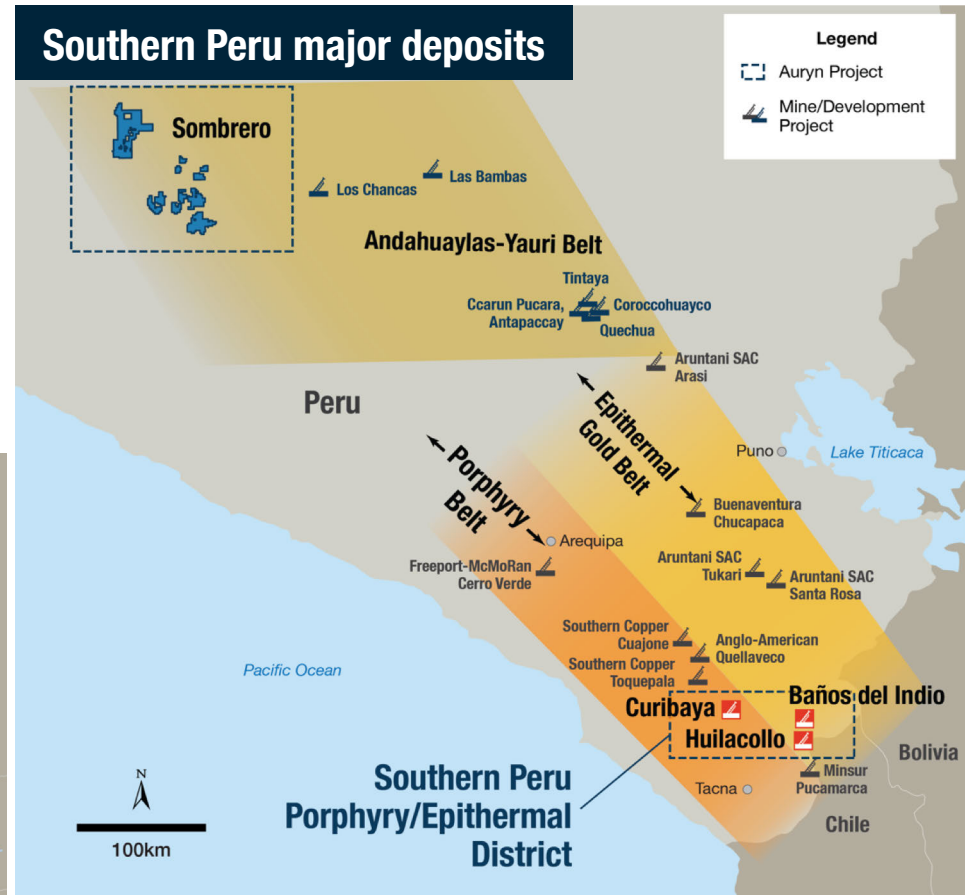 Southern Peru major deposits
Legend
Auryn Project
Mine/Development
Project
Sombrero
Los Chancas
Las Bambas
Andahuaylas-Yauri Belt
Tintaya
Ccarun Pucara,
Antapaccay
Coroccohuayco
Quechua
Aruntani SAC
Arasi
Peru
Epithermal
Gold Belt
Porphyry
Belt
Puno
Lake Titicaca
Buenaventura
Chucapaca
Arequipa
Freeport-McMoRan
Cerro Verde
Aruntani SAC
Tukari
Aruntani SAC
Santa Rosa
Southern Copper
Cuajone
Anglo-American
Quellaveco
Southern Copper
Toquepala
Pacific Ocean
Baños del Indio
Curibaya
Huilacollo
Bolivia
Minsur
Pucamarca
Southern Peru
Porphyry/Epithermal
District
Tacna
Chile
N
100km